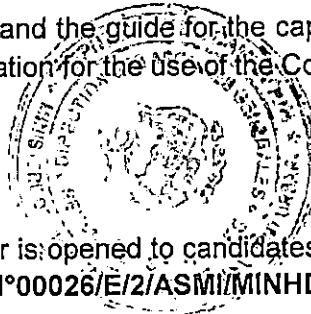 and the guide for the cap
ation for the use of the Co
DIRECTION
r is opened to candidates
N°00026/E/2/ASMI/MINHD